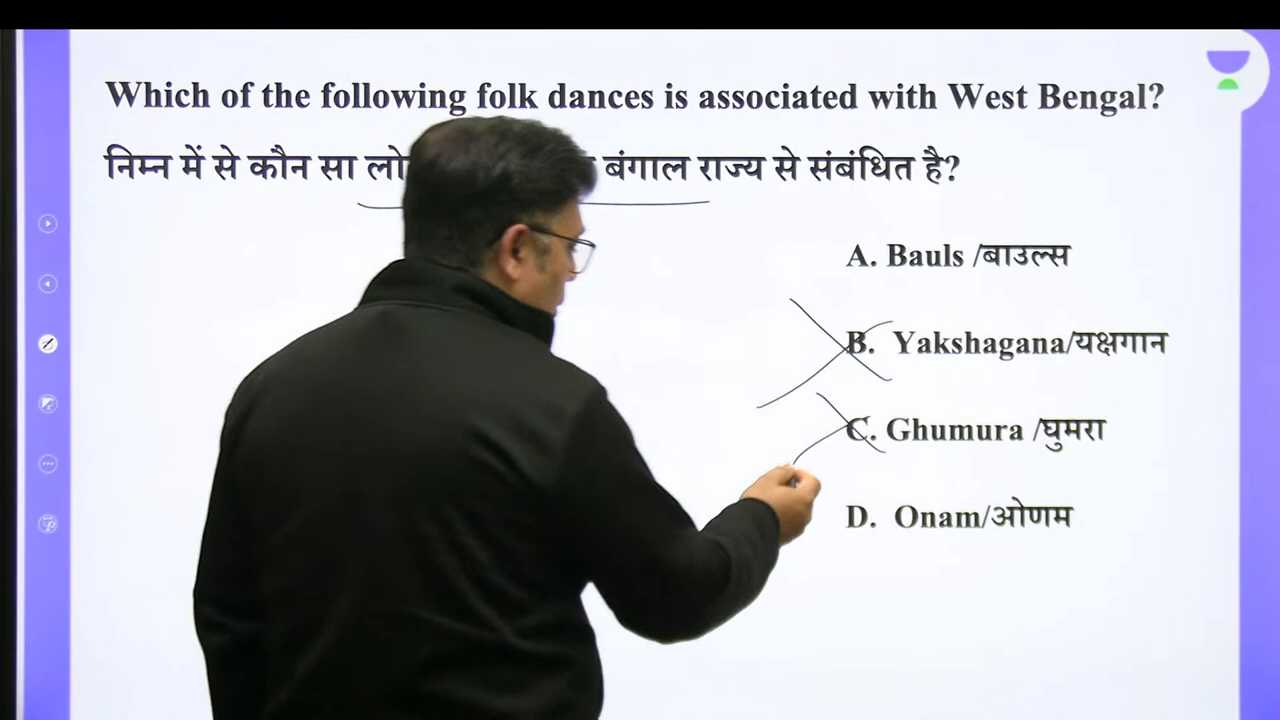 Which of the following folk dances is associated with West Bengal?
निम्न में से कौन सा लो बंगाल राज्य से संबंधित है?
A. Bauls /बाउल्स
B. Yakshagana/यक्षगान
C. Ghumura /घुमरा
D. Onam/ओणम